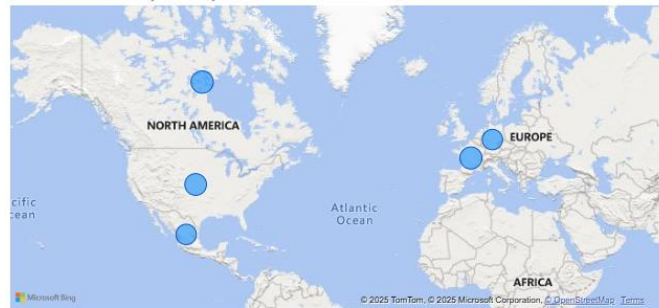 NORTH AMERICA
EUROPE
cific
cean
Atlantic
Ocean
AFRICA
Microsoft Bing
© 2025 TomTom, © 2025 Microsoft Corporation, © OpenStreetMap Terms